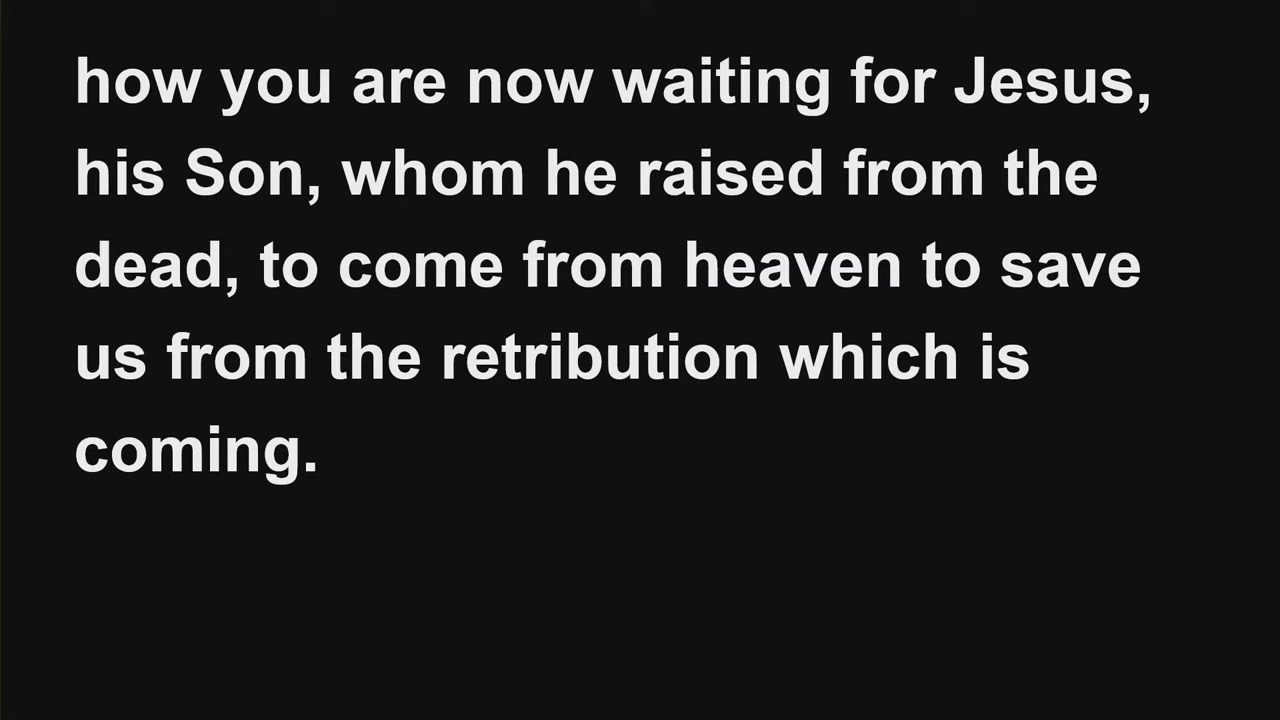 how you are now waiting for Jesus,
his Son, whom he raised from the
dead, to come from heaven to save
us from the retribution which is
coming.